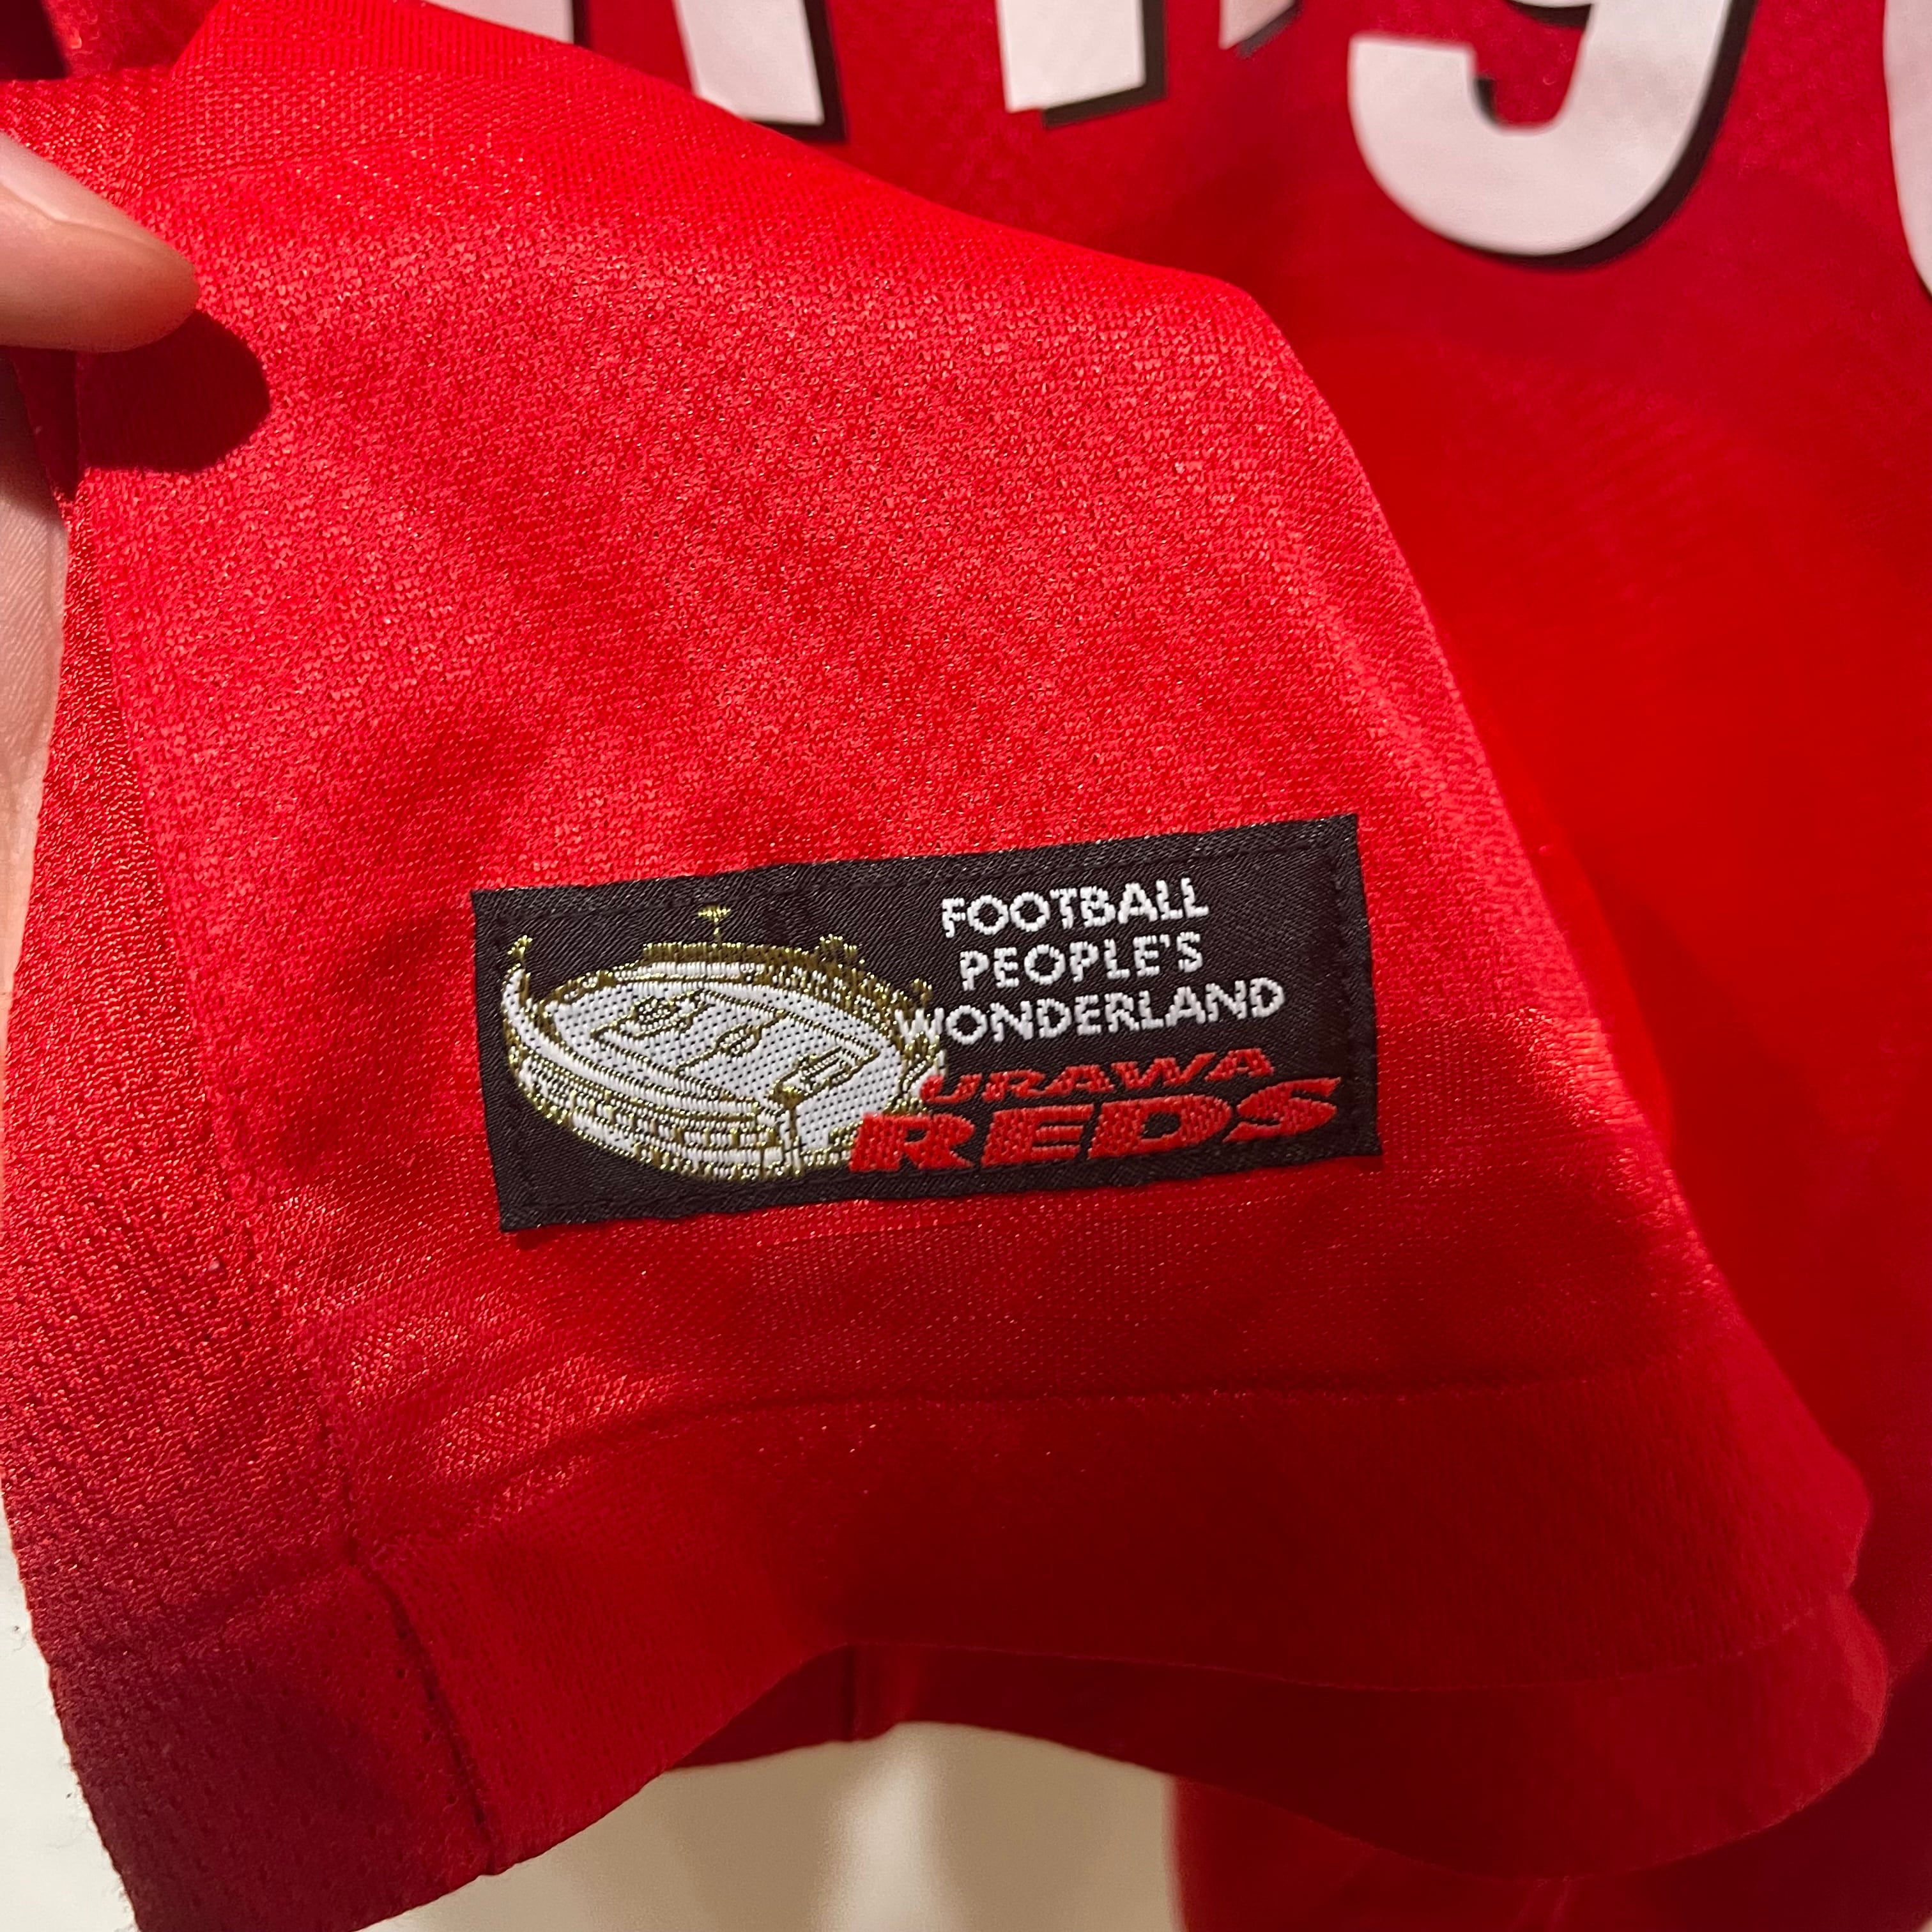 FOOTBALL
PEOPLE'S
WONDERLAND
URAWA
REDS